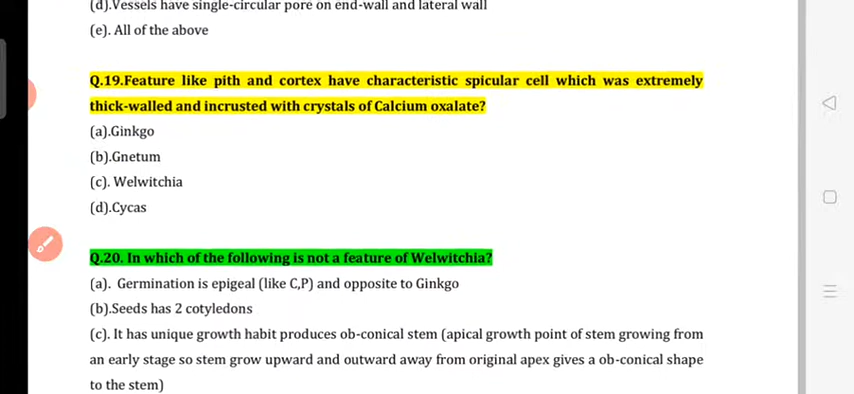 (d).Vessels have single-circular pore on end-wall and lateral wall
(e). All of the above
Q.19.Feature like pith and cortex have characteristic spicular cell which was extremely
thick-walled and incrusted with crystals of Calcium oxalate?
(a).Ginkgo
(b).Gnetum
(c). Welwitchia
(d).Cycas
Q.20. In which of the following is not a feature of Welwitchia?
(a). Germination is epigeal (like C,P) and opposite to Ginkgo
(b).Seeds has 2 cotyledons
(c). It has unique growth habit produces ob-conical stem (apical growth point of stem growing from
an early stage so stem grow upward and outward away from original apex gives a ob-conical shape
to the stem)